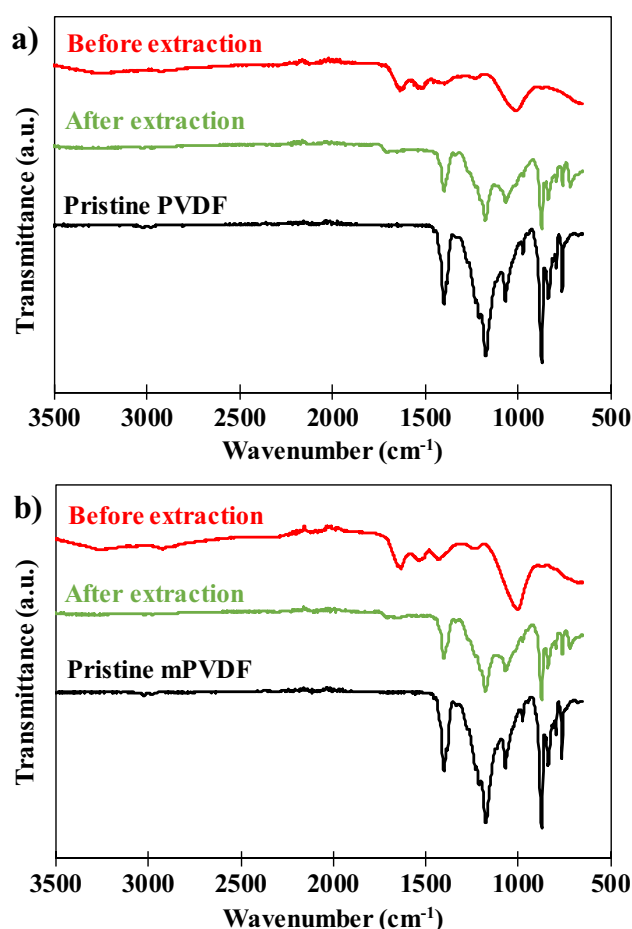 a)
Before extraction
After extraction
Pristine PVDF
Transmittance (a.u.)
3500 3000 2500 2000 1500 1000 500
Wavenumber (cm-1)
b)
Before extraction
After extraction
Pristine mPVDF
Transmittance (a.u.)
3500 3000 2500 2000 1500 1000 500
Wavenumber (cm-1)